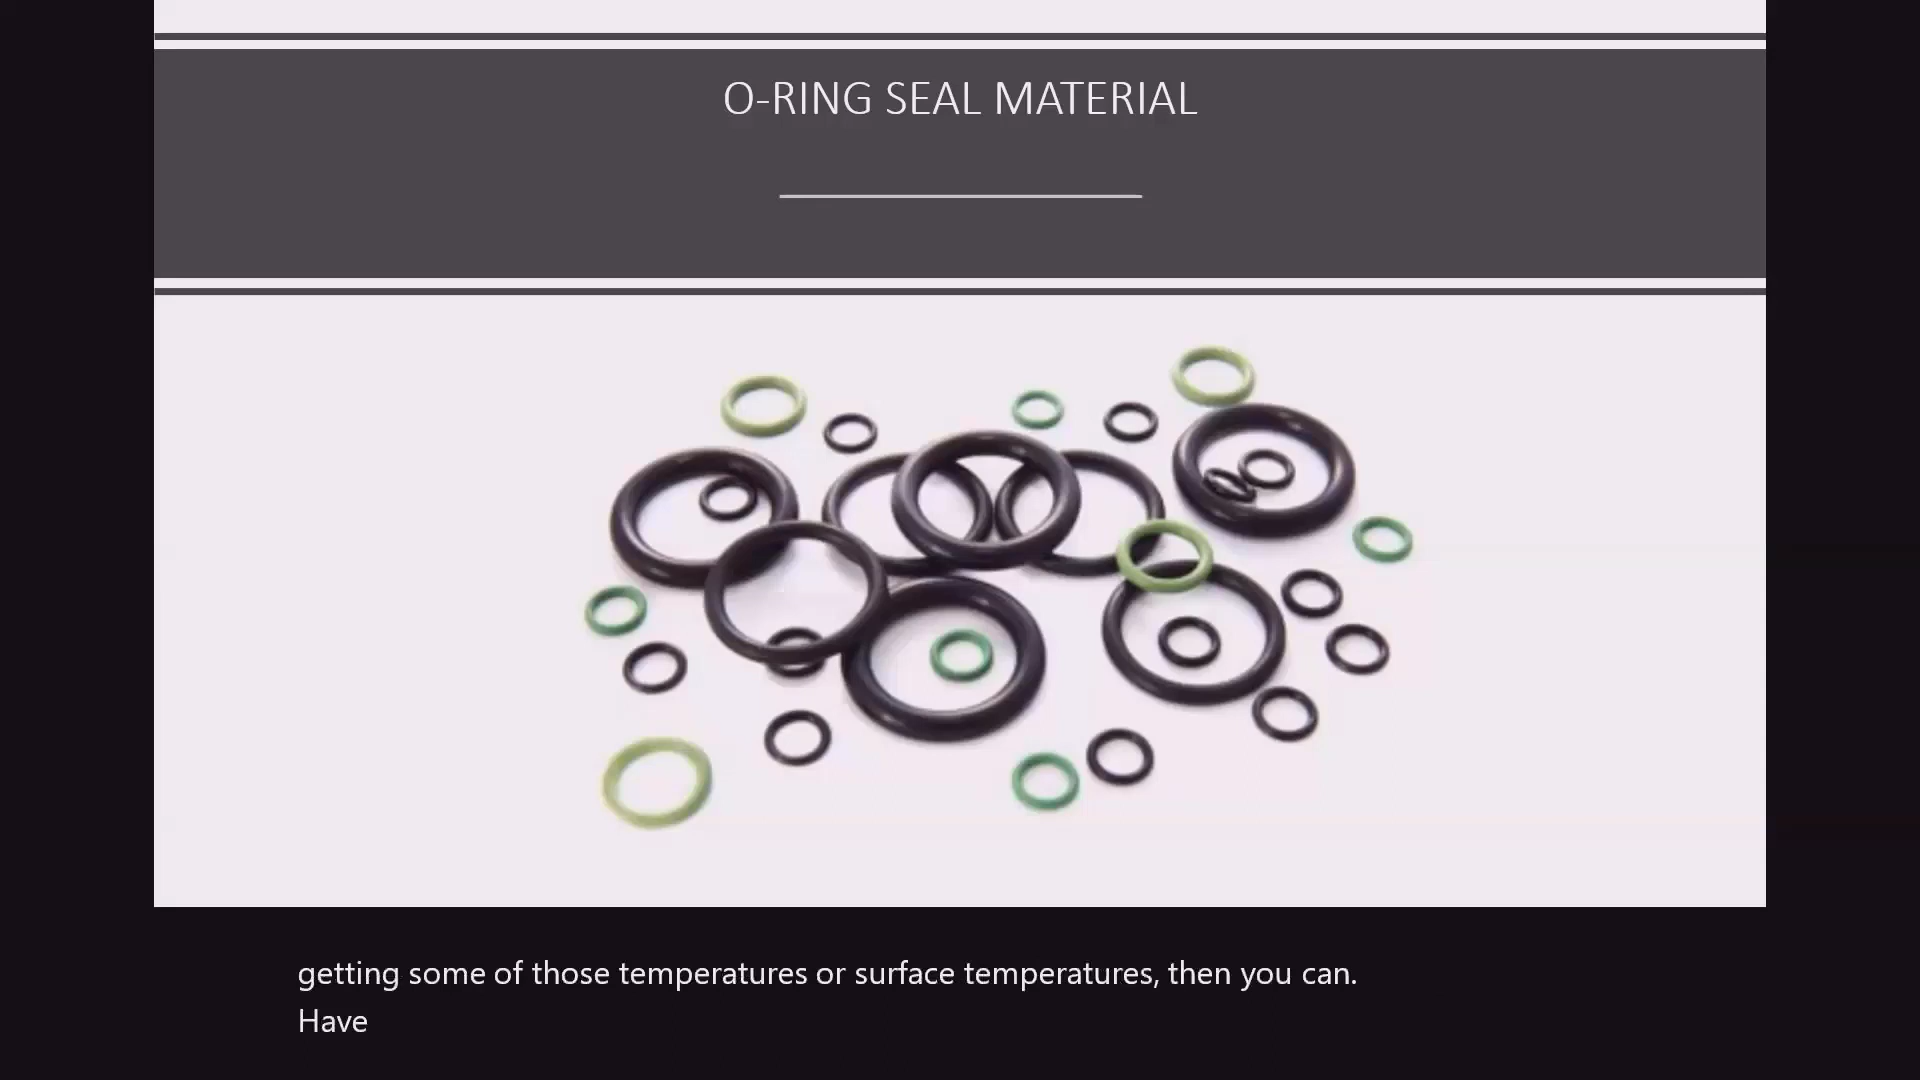 O-RING SEAL MATERIAL
getting some of those temperatures or surface temperatures, then you can.
Have